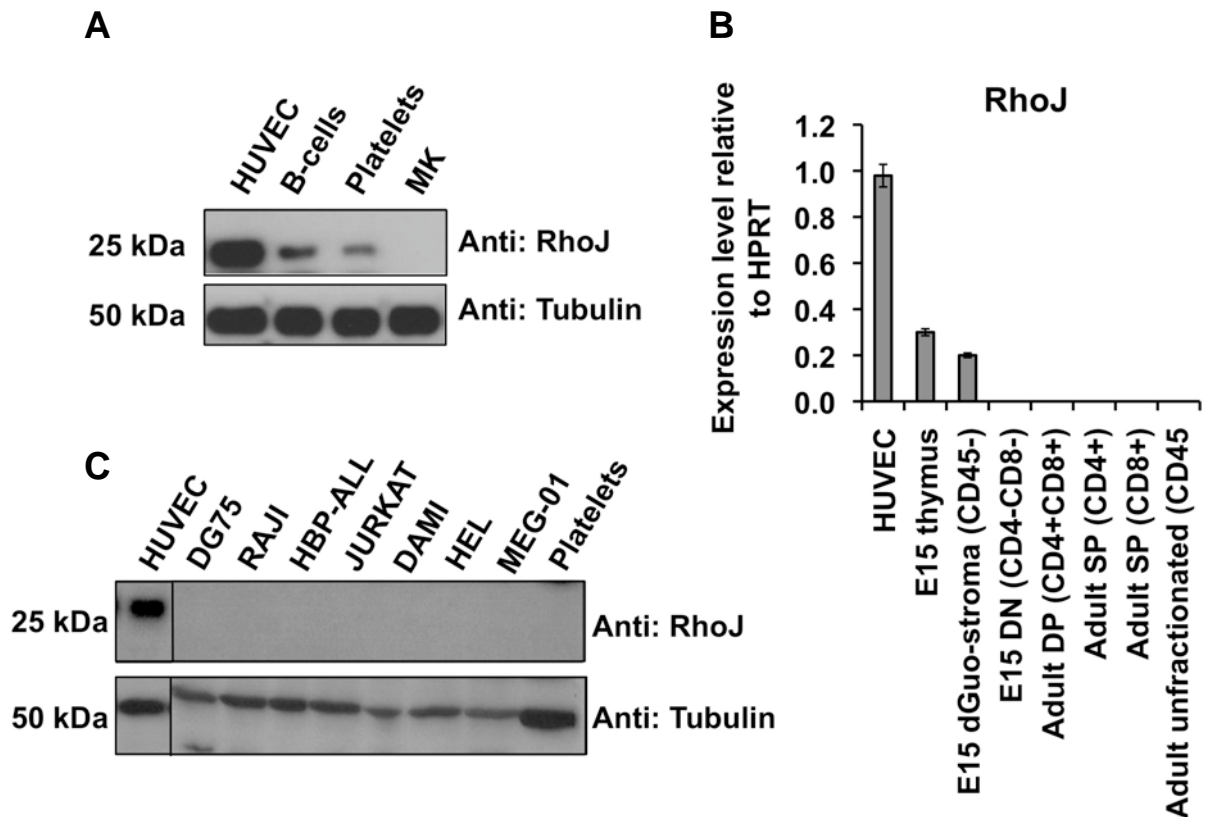 A
HUVEC
B-cells
Platelets
MK
25 kDa
Anti: RhoJ
50 kDa
Anti: Tubulin
B
RhoJ
Expression level relative
to HPRT
1.2
1.0
0.8
0.6
0.4
0.2
0.0
HUVEC
E15 thymus
E15 dGuo-stroma (CD45-)
E15 DN (CD4-CD8-)
Adult DP (CD4+CD8+)
Adult SP (CD4+)
Adult SP (CD8+)
Adult unfractionated (CD45
C
HUVEC
DG75
RAJI
HBP-ALL
JURKAT
DAMI
HEL
MEG-01
Platelets
25 kDa
Anti: RhoJ
50 kDa
Anti: Tubulin